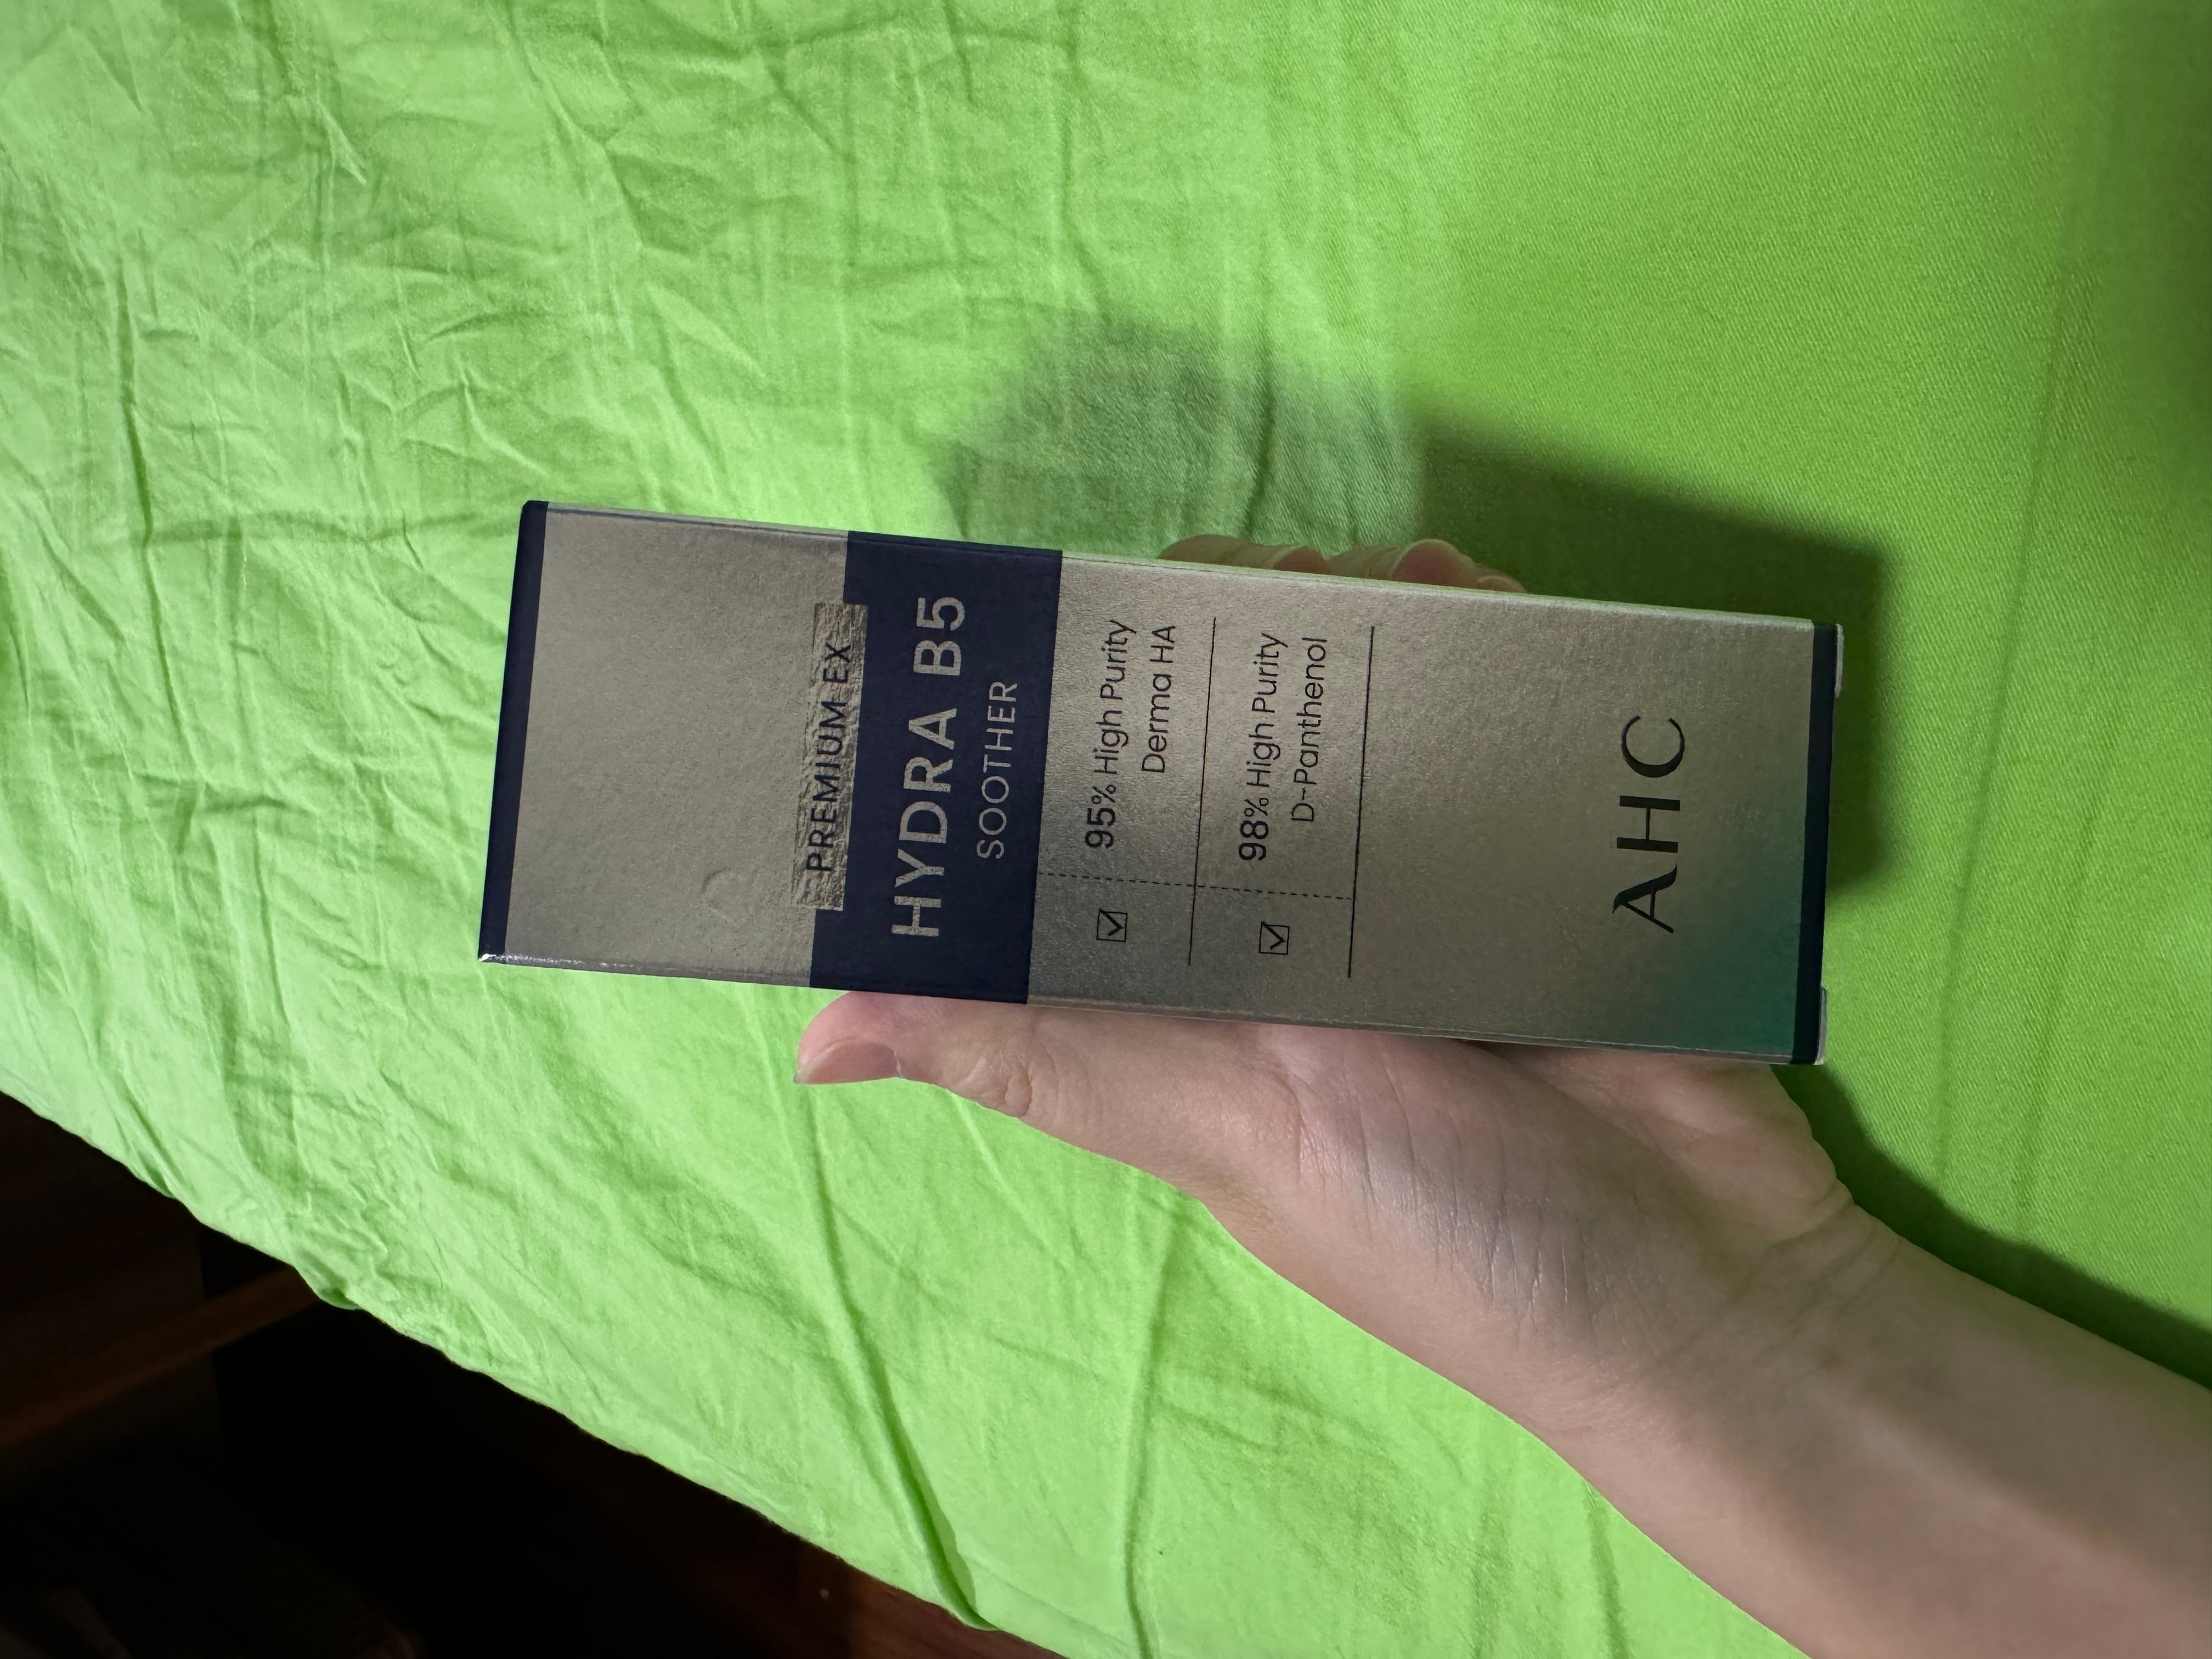 PREMIUM EX
HYDRA B5
SOOTHER
95% High Purity
Derma HA
98% High Purity
D-Panthenol
AHC